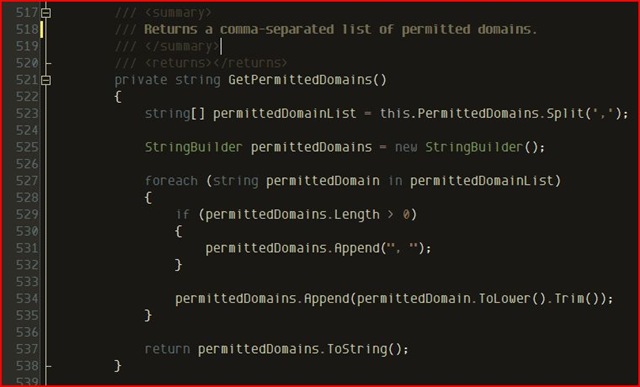 517 /// <summary>
518 /// Returns a comma-separated list of permitted domains.
519 /// </summary>
520 /// <returns></returns>
521 private string GetPermittedDomains()
522 {
523 string[] permittedDomainList = this.PermittedDomains.Split(',');
524
525 StringBuilder permittedDomains = new StringBuilder();
526
527 foreach (string permittedDomain in permittedDomainList)
528 {
529 if (permittedDomains.Length > 0)
530 {
531 permittedDomains.Append(", ");
532 }
533
534 permittedDomains.Append(permittedDomain.ToLower().Trim());
535 }
536
537 return permittedDomains.ToString();
538 }
539